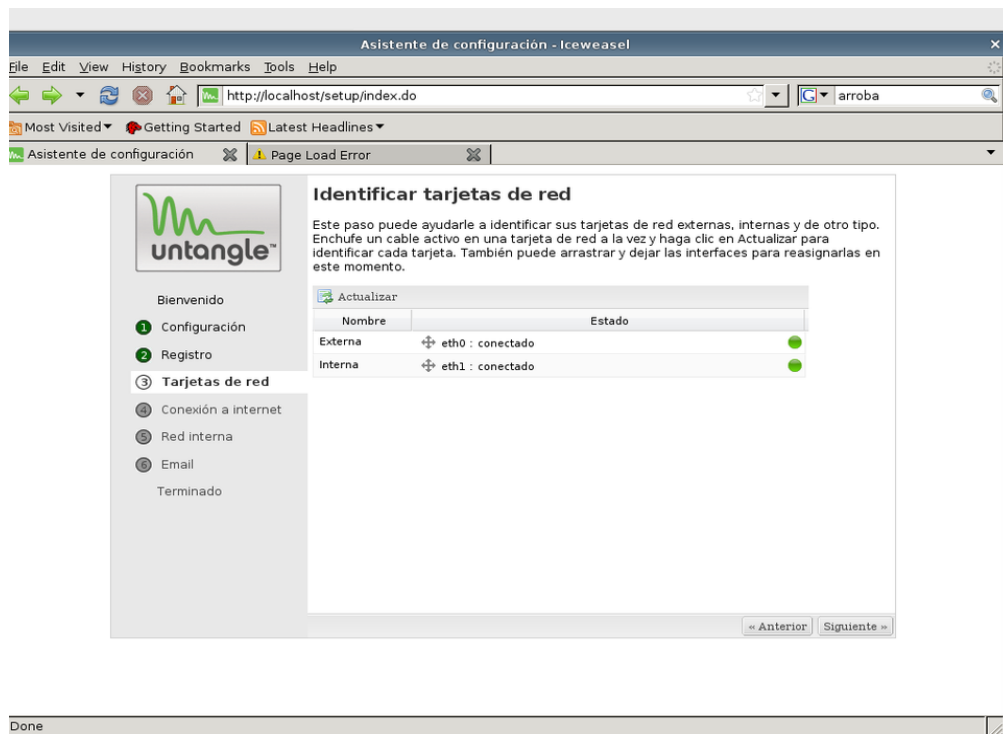 Asistente de configuración - Iceweasel
File Edit View History Bookmarks Tools Help
http://localhost/setup/index.do
G arroba
Most Visited Getting Started Latest Headlines
Asistente de configuración Page Load Error
untangle™
Bienvenido
1 Configuración
2 Registro
3 Tarjetas de red
4 Conexión a internet
5 Red interna
6 Email
Terminado
Identificar tarjetas de red
Este paso puede ayudarle a identificar sus tarjetas de red externas, internas y de otro tipo.
Enchufe un cable activo en una tarjeta de red a la vez y haga clic en Actualizar para
identificar cada tarjeta. También puede arrastrar y dejar las interfaces para reasignarlas en
este momento.
Actualizar
Nombre Estado
Externa eth0 : conectado
Interna eth1 : conectado
« Anterior Siguiente »
Done